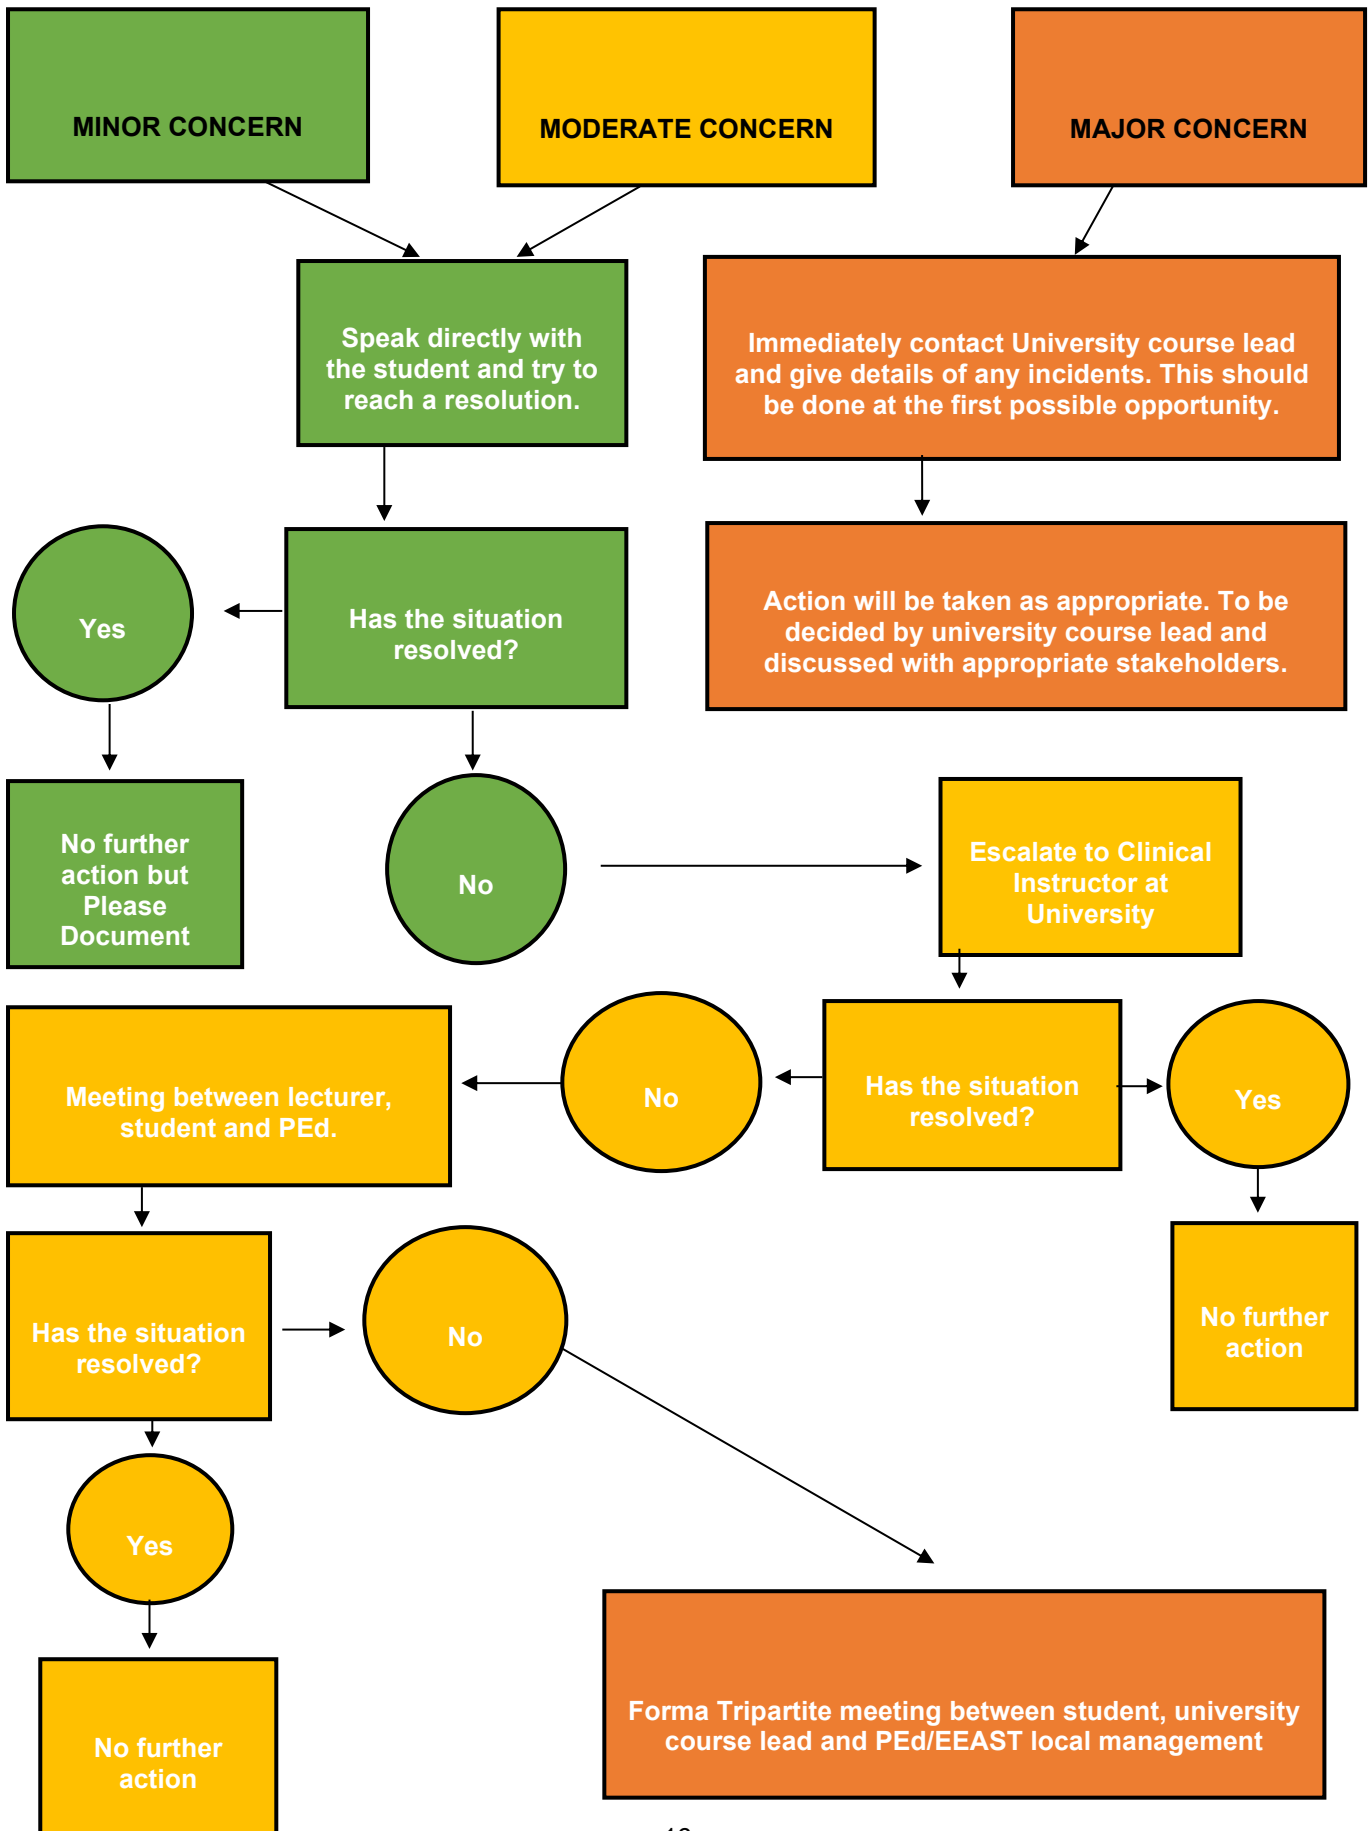 MINOR CONCERN
MODERATE CONCERN
MAJOR CONCERN
Speak directly with
the student and try to
reach a resolution.
Immediately contact University course lead
and give details of any incidents. This should
be done at the first possible opportunity.
Yes
Has the situation
resolved?
Action will be taken as appropriate. To be
decided by university course lead and
discussed with appropriate stakeholders.
No further
action but
Please
Document
No
Escalate to Clinical
Instructor at
University
Meeting between lecturer,
student and PEd.
No
Has the situation
resolved?
Yes
Has the situation
resolved?
No
No further
action
Yes
No further
action
Forma Tripartite meeting between student, university
course lead and PEd/EEAST local management